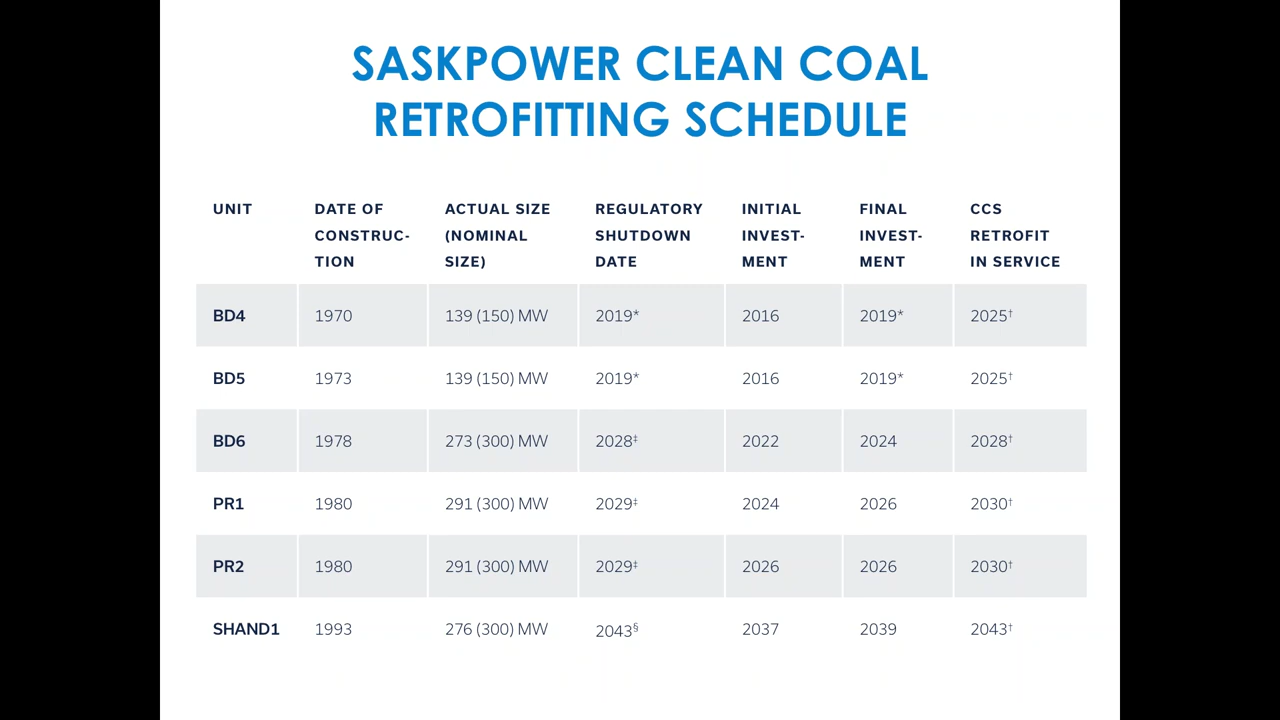 SASKPOWER CLEAN COAL
RETROFITTING SCHEDULE
UNIT DATE OF CONSTRUC- TION ACTUAL SIZE (NOMINAL SIZE) REGULATORY SHUTDOWN DATE INITIAL INVEST- MENT FINAL INVEST- MENT CCS RETROFIT IN SERVICE
BD4 1970 139 (150) MW 2019* 2016 2019* 2025†
BD5 1973 139 (150) MW 2019* 2016 2019* 2025†
BD6 1978 273 (300) MW 2028‡ 2022 2024 2028†
PR1 1980 291 (300) MW 2029‡ 2024 2026 2030†
PR2 1980 291 (300) MW 2029‡ 2026 2026 2030†
SHAND1 1993 276 (300) MW 2043§ 2037 2039 2043†